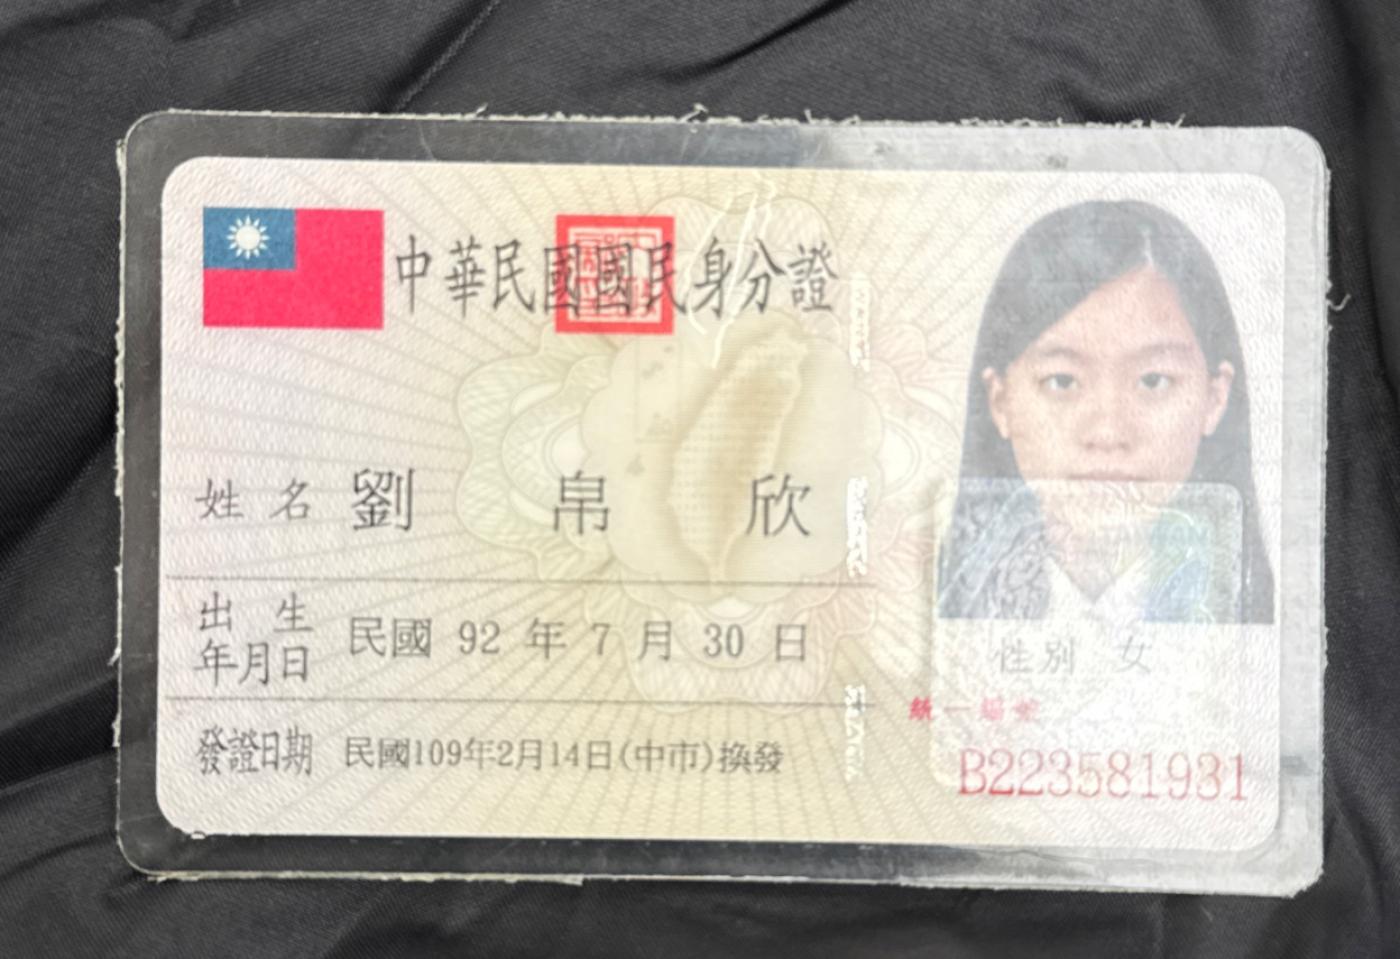 中華民國國民身分證
姓名 劉帛欣
出生年月日 民國 92 年 7 月 30 日
發證日期 民國109年2月14日(中市)換發
性別 女
統一編號
B223581931